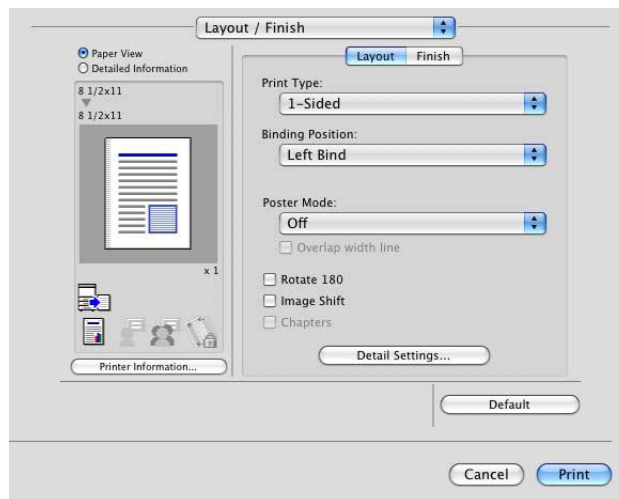 Layout / Finish
Paper View
Detailed Information
8 1/2x11
8 1/2x11
x 1
Printer Information...
Layout Finish
Print Type:
1-Sided
Binding Position:
Left Bind
Poster Mode:
Off
Overlap width line
Rotate 180
Image Shift
Chapters
Detail Settings...
Default
Cancel Print